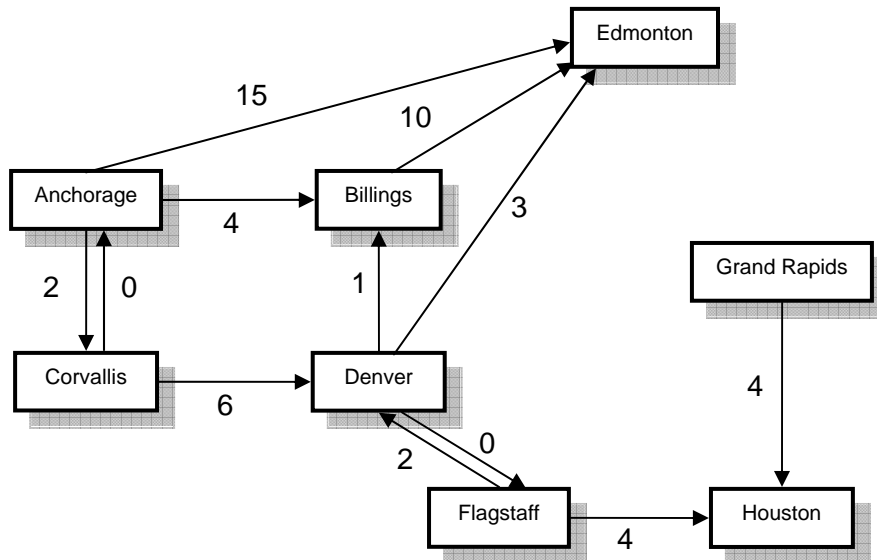 Edmonton
15
10
Anchorage
Billings
4
3
Grand Rapids
2
0
1
Corvallis
Denver
6
4
0
2
Flagstaff
Houston
4